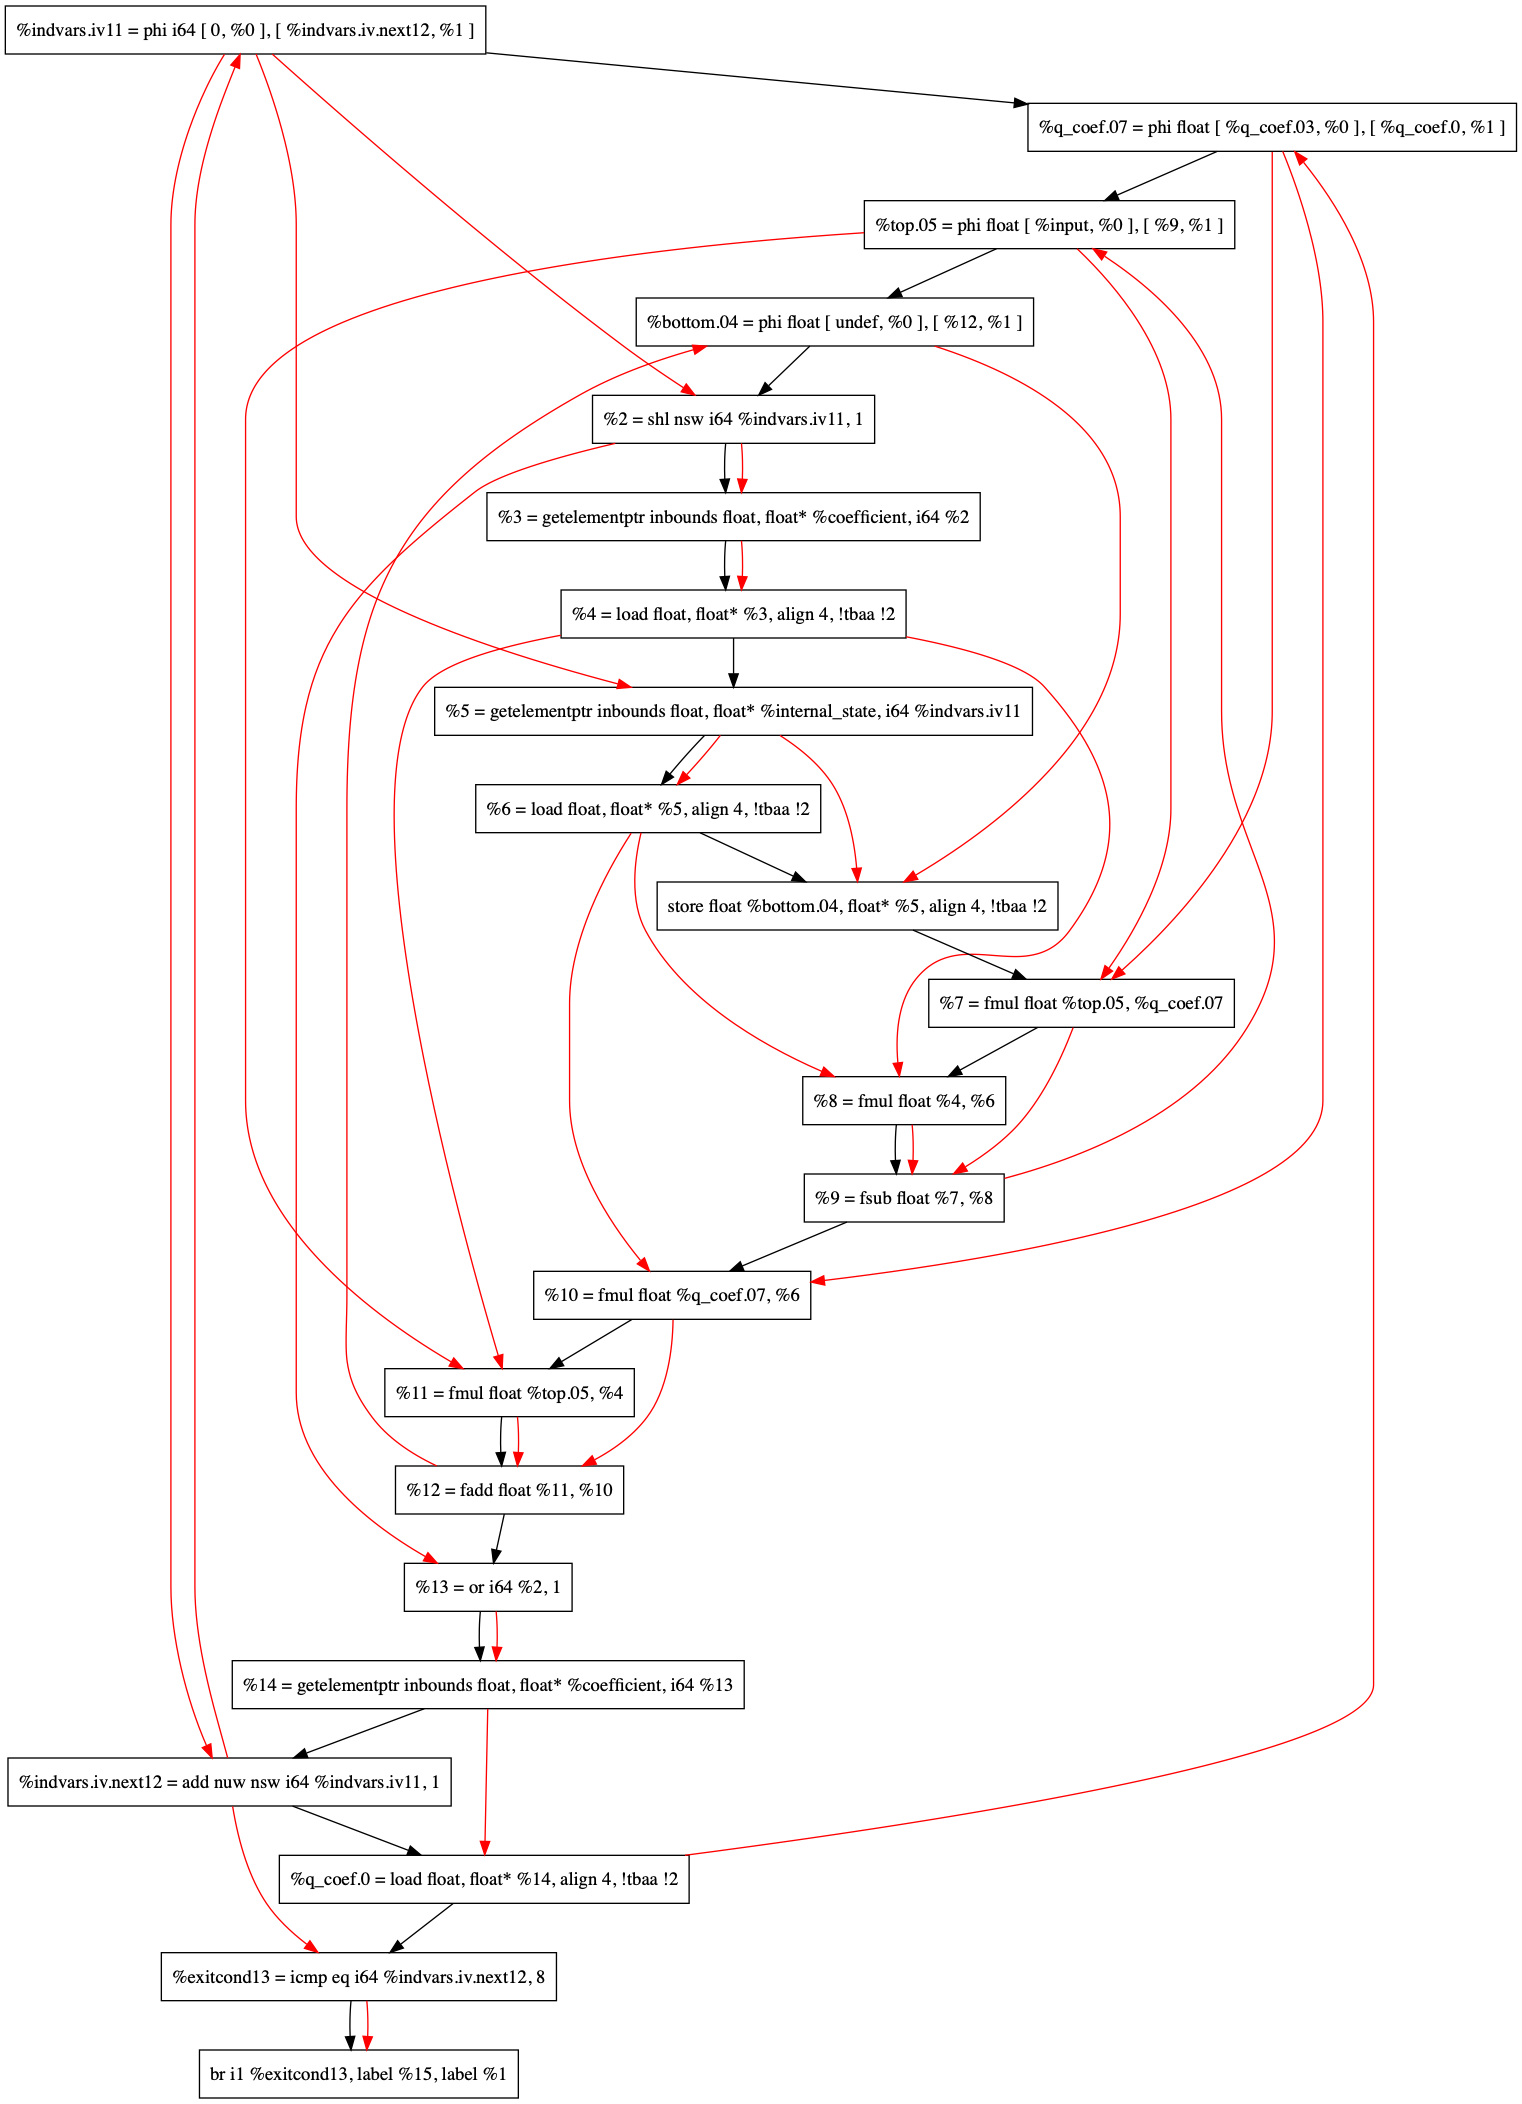 %indvars.iv11 = phi i64 [ 0, %0 ], [ %indvars.iv.next12, %1 ]
%q_coef.07 = phi float [ %q_coef.03, %0 ], [ %q_coef.0, %1 ]
%top.05 = phi float [ %input, %0 ], [ %9, %1 ]
%bottom.04 = phi float [ undef, %0 ], [ %12, %1 ]
%2 = shl nsw i64 %indvars.iv11, 1
%3 = getelementptr inbounds float, float* %coefficient, i64 %2
%4 = load float, float* %3, align 4, !tbaa !2
%5 = getelementptr inbounds float, float* %internal_state, i64 %indvars.iv11
%6 = load float, float* %5, align 4, !tbaa !2
store float %bottom.04, float* %5, align 4, !tbaa !2
%7 = fmul float %top.05, %q_coef.07
%8 = fmul float %4, %6
%9 = fsub float %7, %8
%10 = fmul float %q_coef.07, %6
%11 = fmul float %top.05, %4
%12 = fadd float %11, %10
%13 = or i64 %2, 1
%14 = getelementptr inbounds float, float* %coefficient, i64 %13
%indvars.iv.next12 = add nuw nsw i64 %indvars.iv11, 1
%q_coef.0 = load float, float* %14, align 4, !tbaa !2
%exitcond13 = icmp eq i64 %indvars.iv.next12, 8
br i1 %exitcond13, label %15, label %1